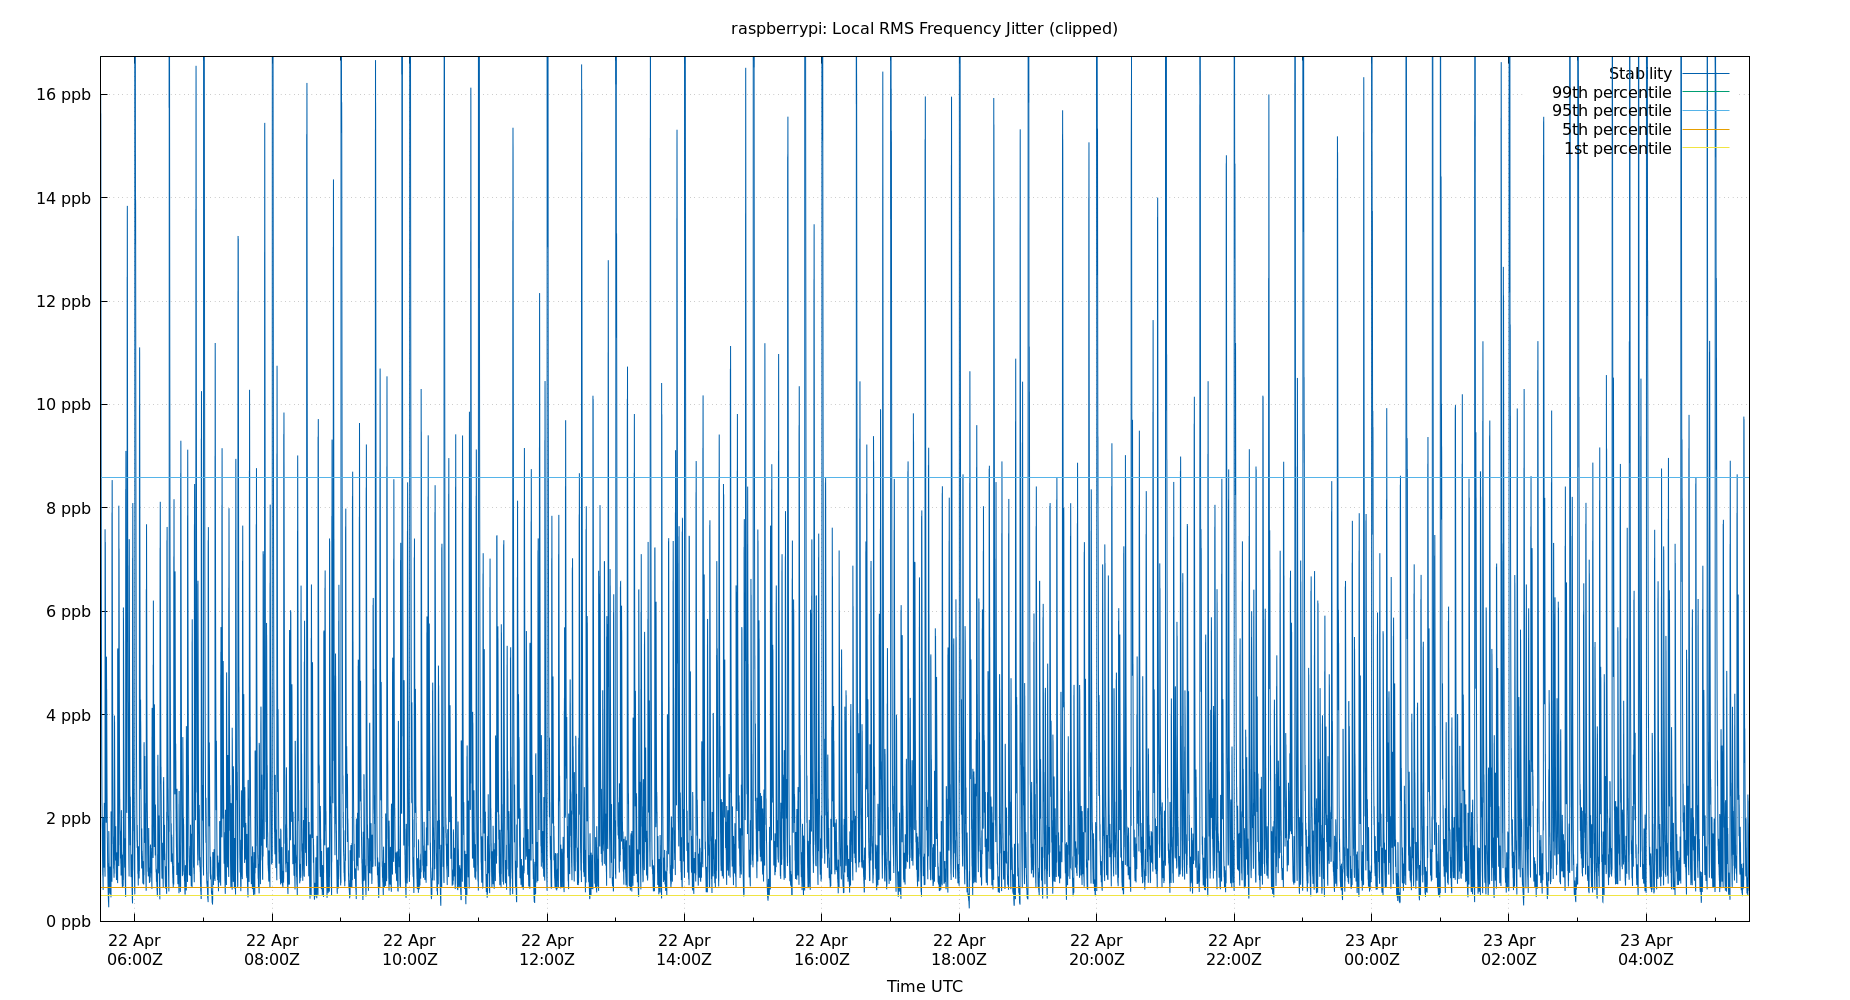 raspberrypi: Local RMS Frequency Jitter (clipped)
Stability
99th percentile
95th percentile
5th percentile
1st percentile
16 ppb
14 ppb
12 ppb
10 ppb
8 ppb
6 ppb
4 ppb
2 ppb
0 ppb
22 Apr 22 Apr 22 Apr 22 Apr 22 Apr 22 Apr 22 Apr 22 Apr 22 Apr 23 Apr 23 Apr 23 Apr
06:00Z 08:00Z 10:00Z 12:00Z 14:00Z 16:00Z 18:00Z 20:00Z 22:00Z 00:00Z 02:00Z 04:00Z
Time UTC